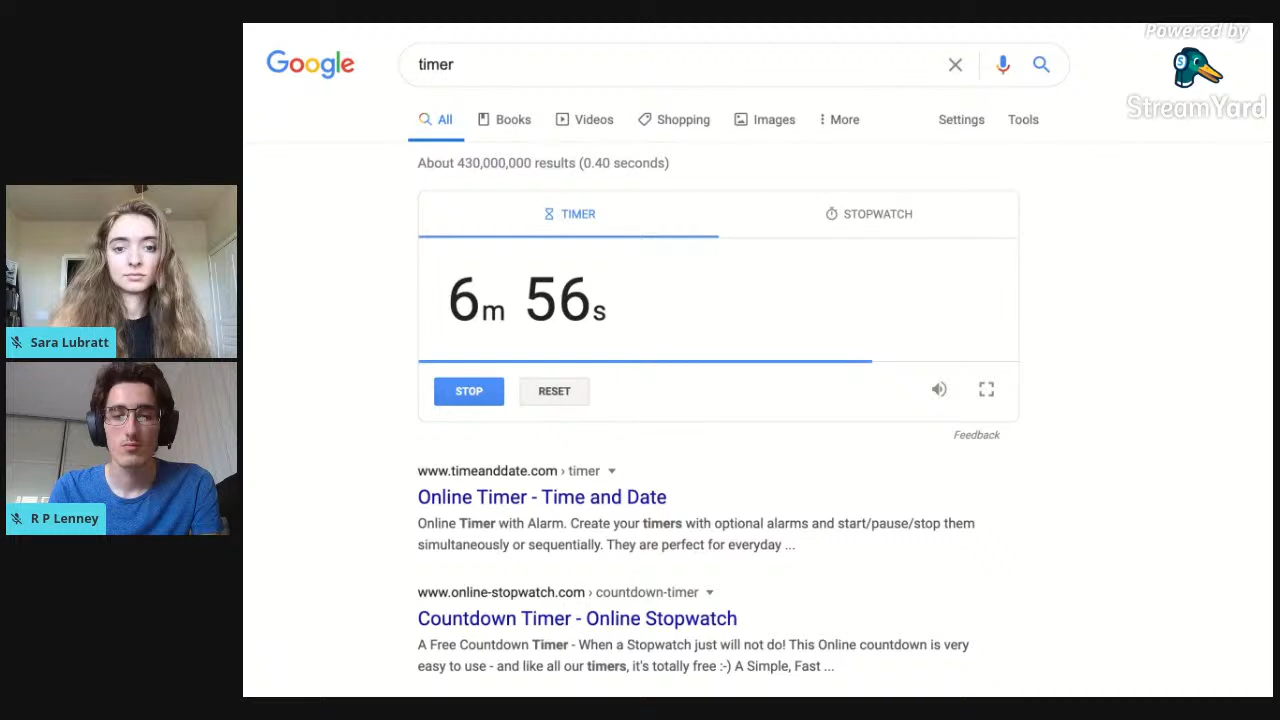 Powered by
StreamYard
Google
timer
All
Books
Videos
Shopping
Images
More
Settings
Tools
About 430,000,000 results (0.40 seconds)
TIMER
STOPWATCH
6m 56s
STOP
RESET
Feedback
www.timeanddate.com › timer
Online Timer - Time and Date
Online Timer with Alarm. Create your timers with optional alarms and start/pause/stop them
simultaneously or sequentially. They are perfect for everyday ...
www.online-stopwatch.com › countdown-timer
Countdown Timer - Online Stopwatch
A Free Countdown Timer - When a Stopwatch just will not do! This Online countdown is very
easy to use - and like all our timers, it's totally free :-) A Simple, Fast ...
Sara Lubratt
R P Lenney